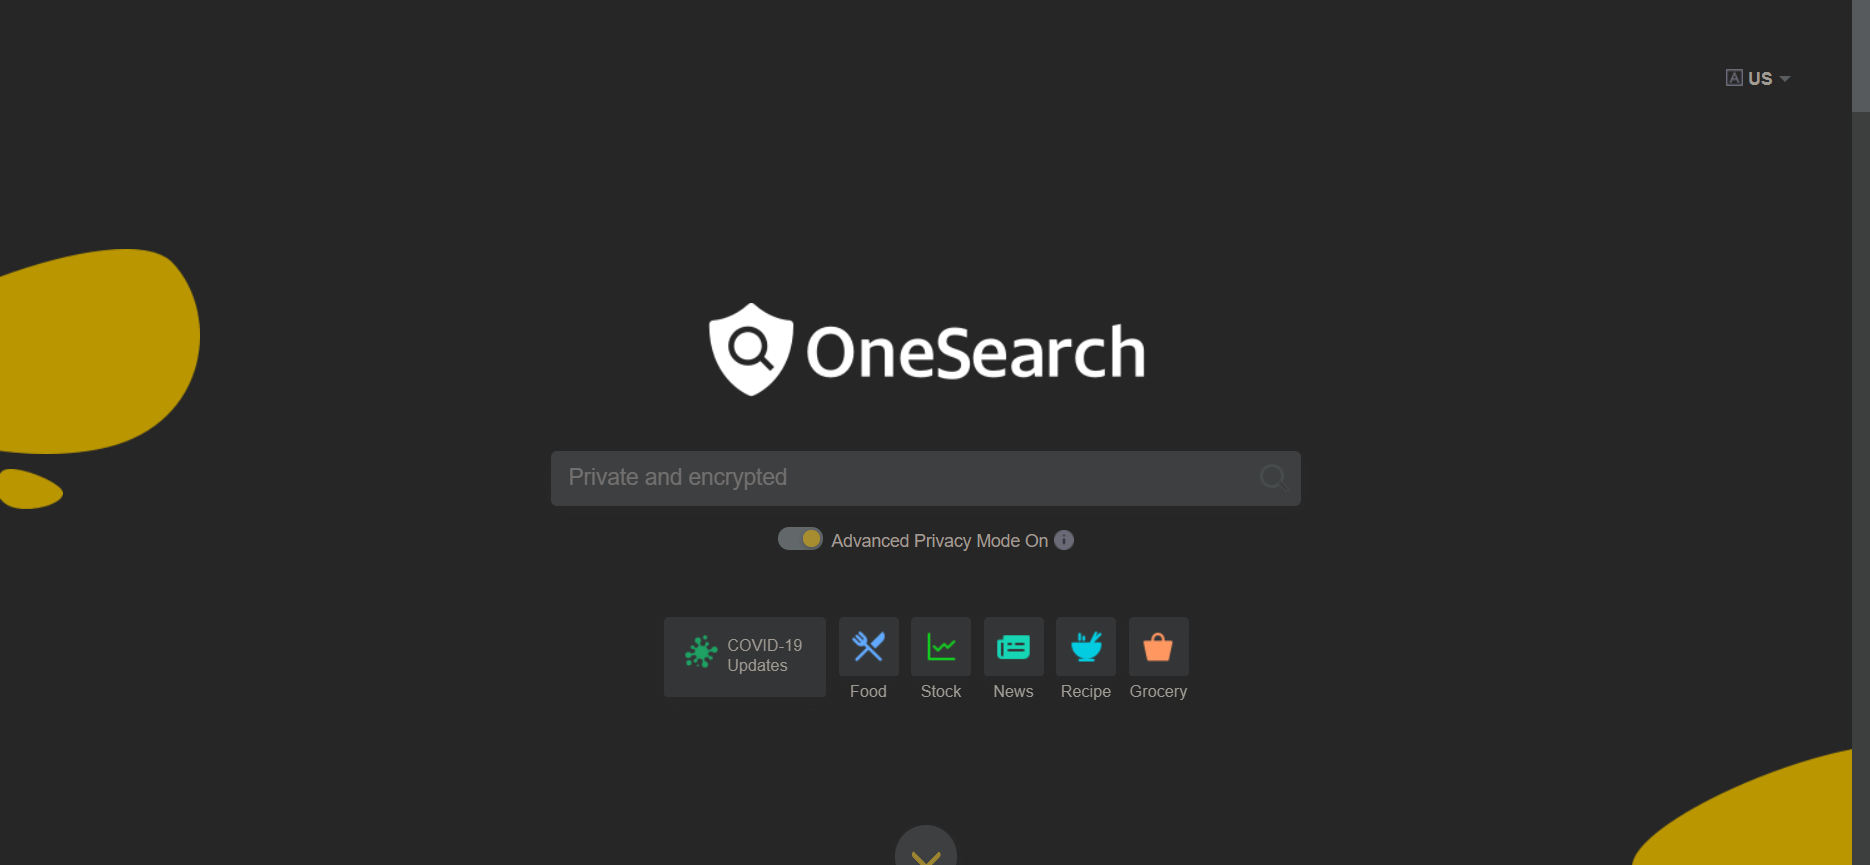 US
OneSearch
Private and encrypted
Advanced Privacy Mode On
COVID-19
Updates
Food
Stock
News
Recipe
Grocery